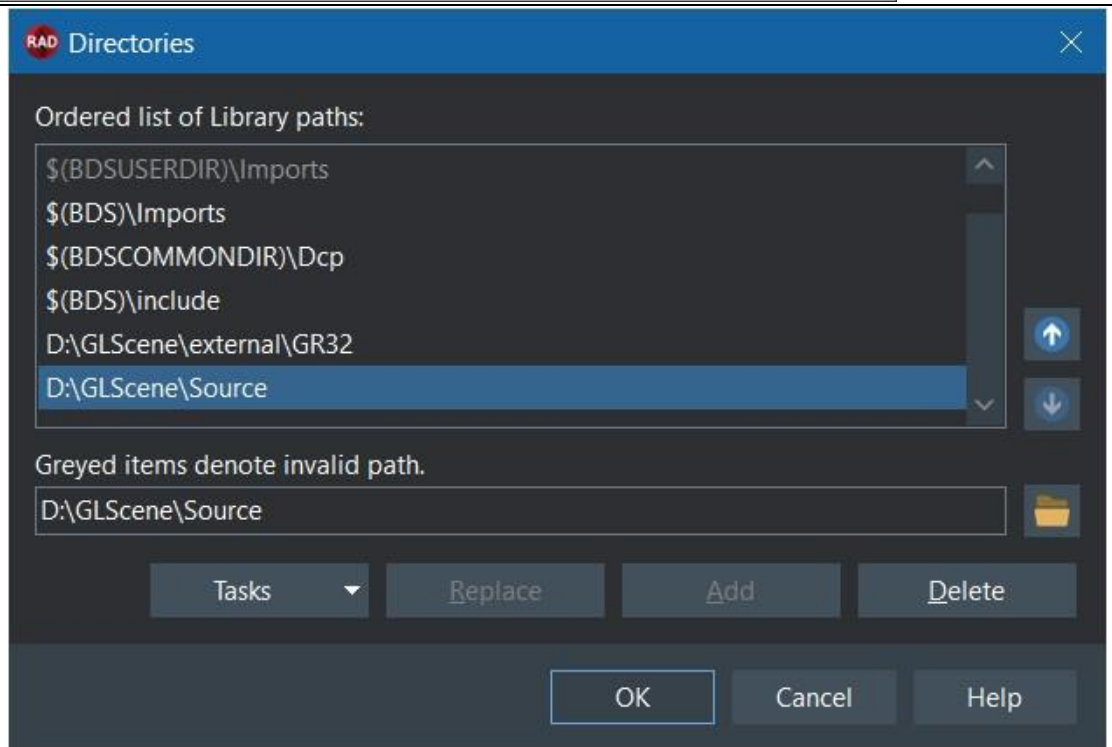 RAD Directories
Ordered list of Library paths:
$(BDSUSERDIR)\Imports
$(BDS)\Imports
$(BDSCOMMONDIR)\Dcp
$(BDS)\include
D:\GLScene\external\GR32
D:\GLScene\Source
Greyed items denote invalid path.
D:\GLScene\Source
Tasks Replace Add Delete
OK Cancel Help